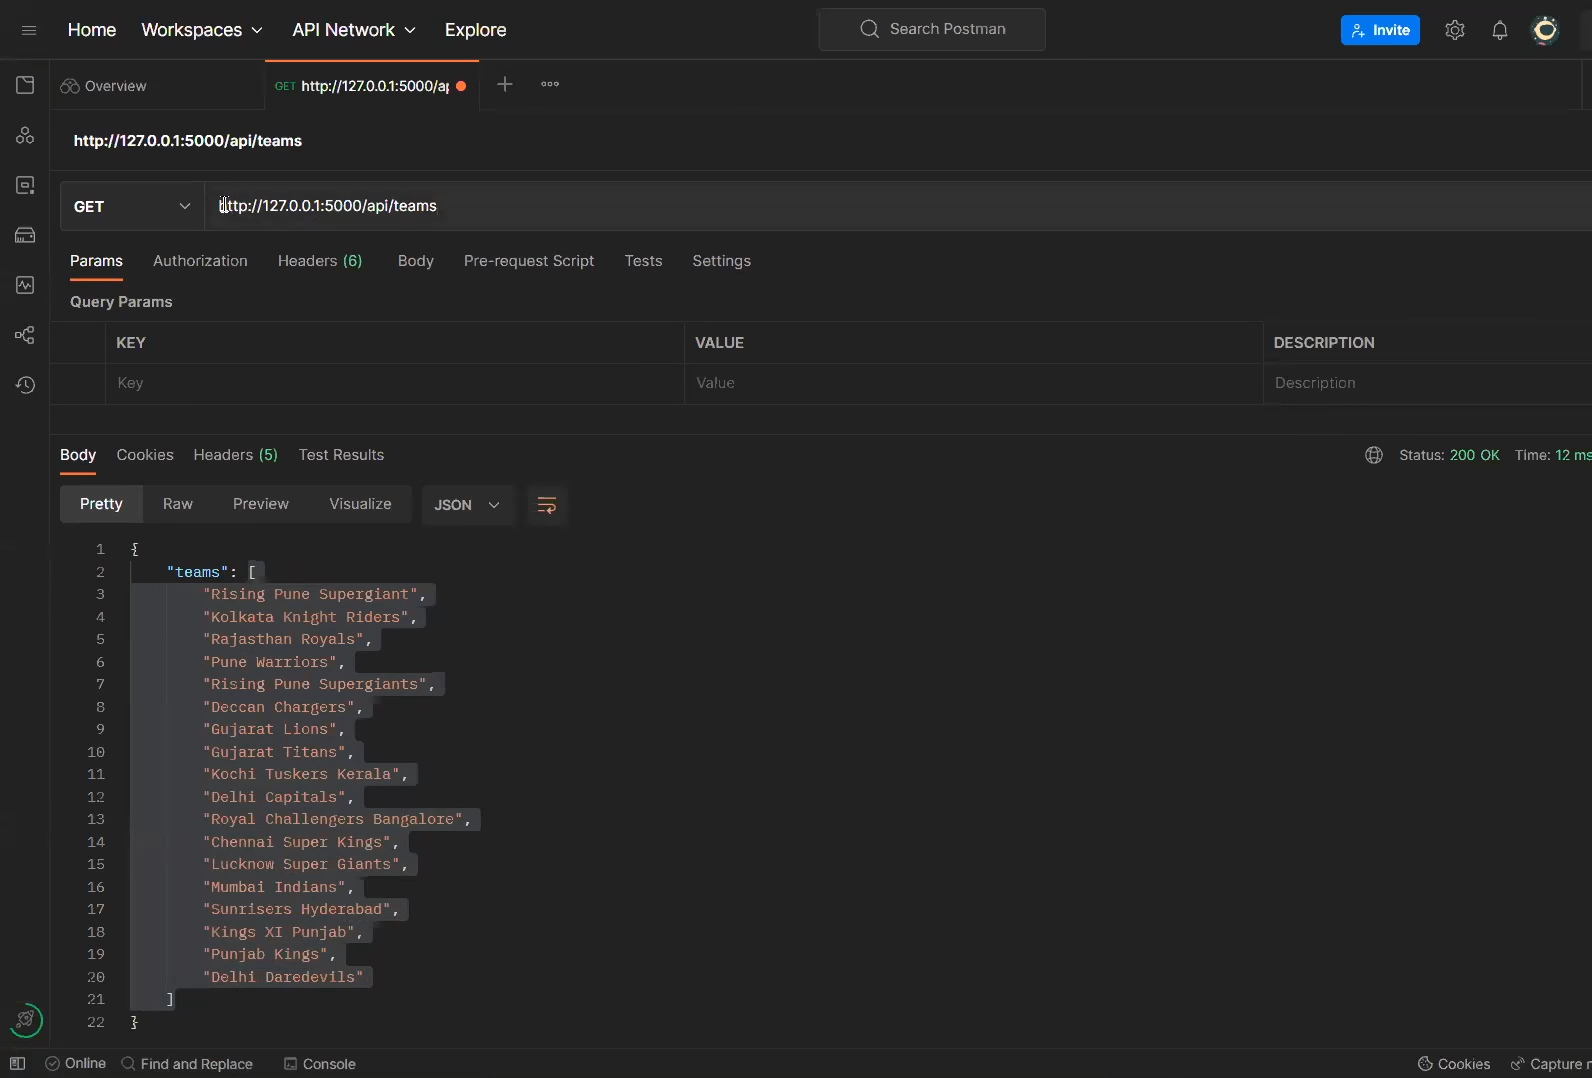 Home Workspaces API Network Explore Search Postman Invite
Overview GET http://127.0.0.1:5000/ap
http://127.0.0.1:5000/api/teams
GET http://127.0.0.1:5000/api/teams
Params Authorization Headers (6) Body Pre-request Script Tests Settings
Query Params
KEY VALUE DESCRIPTION
Key Value Description
Body Cookies Headers (5) Test Results Status: 200 OK Time: 12 ms
Pretty Raw Preview Visualize JSON
1 {
2 "teams": [
3 "Rising Pune Supergiant",
4 "Kolkata Knight Riders",
5 "Rajasthan Royals",
6 "Pune Warriors",
7 "Rising Pune Supergiants",
8 "Deccan Chargers",
9 "Gujarat Lions",
10 "Gujarat Titans",
11 "Kochi Tuskers Kerala",
12 "Delhi Capitals",
13 "Royal Challengers Bangalore",
14 "Chennai Super Kings",
15 "Lucknow Super Giants",
16 "Mumbai Indians",
17 "Sunrisers Hyderabad",
18 "Kings XI Punjab",
19 "Punjab Kings",
20 "Delhi Daredevils"
21 ]
22 }
Online Find and Replace Console Cookies Capture